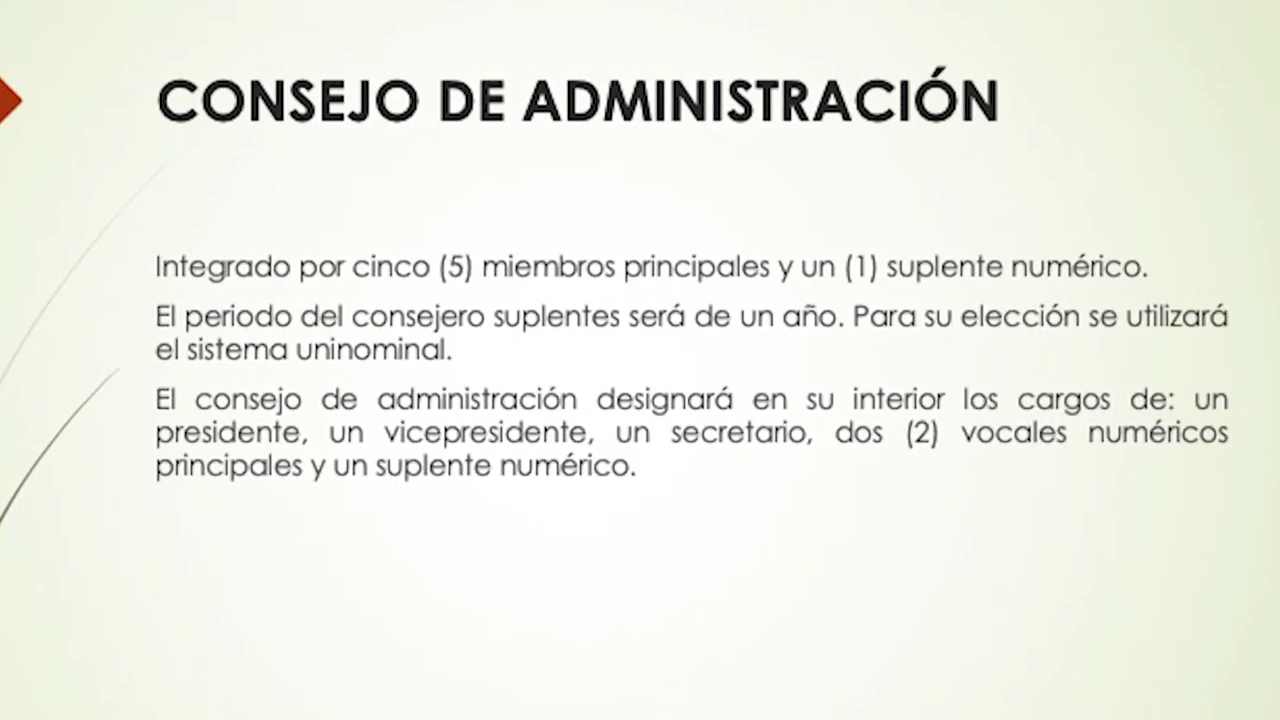 CONSEJO DE ADMINISTRACIÓN
Integrado por cinco (5) miembros principales y un (1) suplente numérico.
El periodo del consejero suplentes será de un año. Para su elección se utilizará
el sistema uninominal.
El consejo de administración designará en su interior los cargos de: un
presidente, un vicepresidente, un secretario, dos (2) vocales numéricos
principales y un suplente numérico.